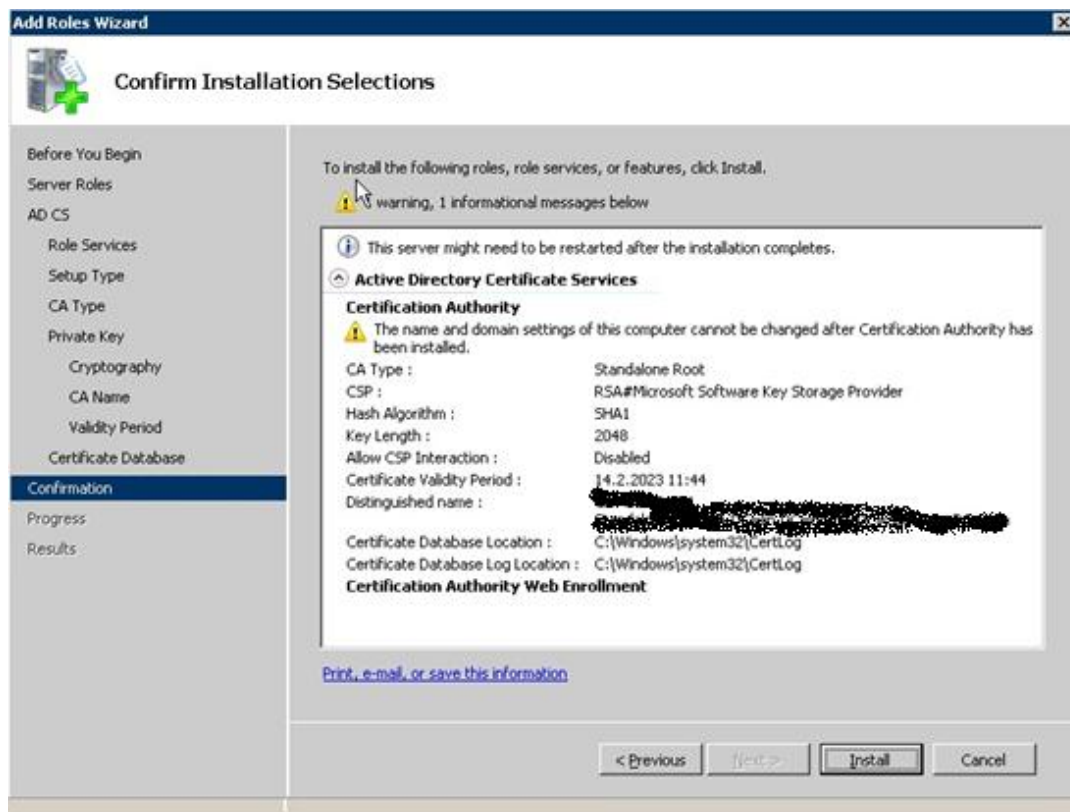 Add Roles Wizard
Confirm Installation Selections
Before You Begin
Server Roles
AD CS
Role Services
Setup Type
CA Type
Private Key
Cryptography
CA Name
Validity Period
Certificate Database
Confirmation
Progress
Results
To install the following roles, role services, or features, click Install.
warning, 1 informational messages below
This server might need to be restarted after the installation completes.
Active Directory Certificate Services
Certification Authority
The name and domain settings of this computer cannot be changed after Certification Authority has
been installed.
CA Type : Standalone Root
CSP : RSA#Microsoft Software Key Storage Provider
Hash Algorithm : SHA1
Key Length : 2048
Allow CSP Interaction : Disabled
Certificate Validity Period : 14.2.2023 11:44
Distinguished name :
Certificate Database Location : C:\Windows\system32\CertLog
Certificate Database Log Location : C:\Windows\system32\CertLog
Certification Authority Web Enrollment
Print, e-mail, or save this information
< Previous Next > Install Cancel